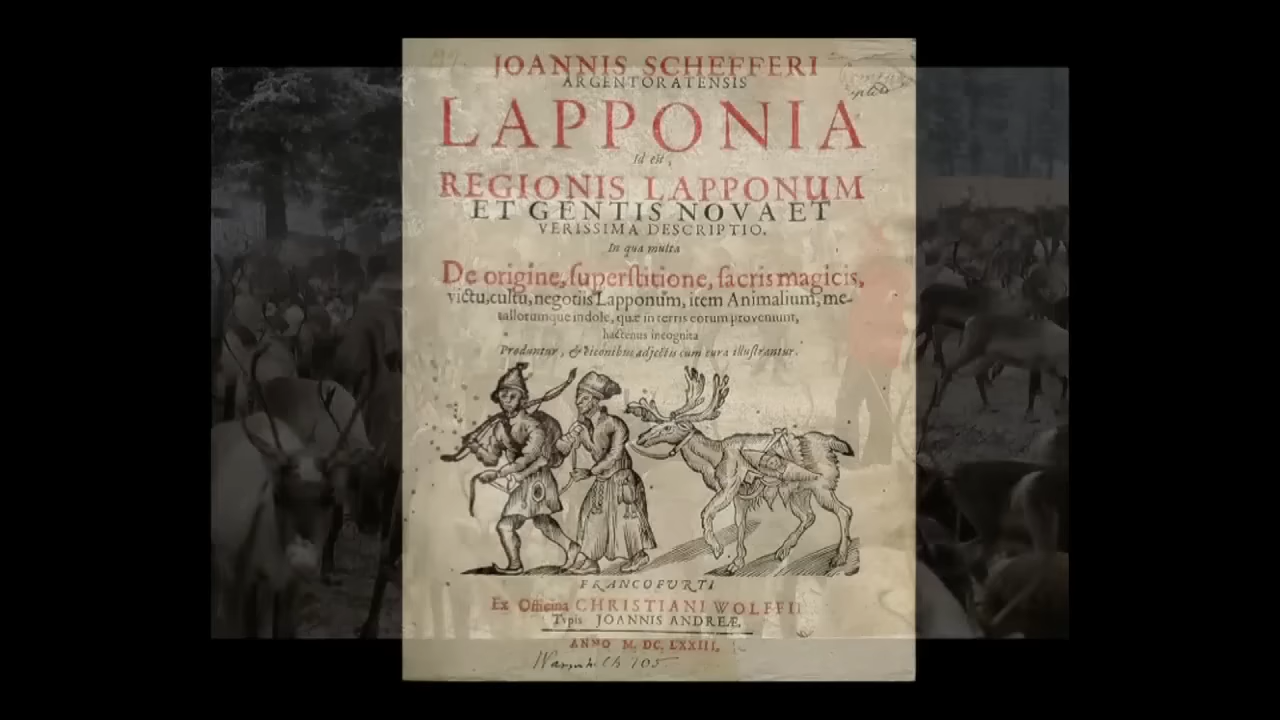 JOANNIS SCHEFFERI
ARGENTORATENSIS
LAPPONIA
Id est,
REGIONIS LAPPONUM
ET GENTIS NOVA ET
VERISSIMA DESCRIPTIO.
In qua multa
De origine, superstitione, sacris magicis,
victu, cultu, negotiis Lapponum, item Animalium, me-
tallorumque indole, quæ in terris eorum proveniunt,
hactenus incognita
Produntur, & iconibus adjectis cum cura illustrantur.
FRANCOFURTI
Ex Officina CHRISTIANI WOLFFII
Typis JOANNIS ANDREÆ,
ANNO M. DC. LXXIII.